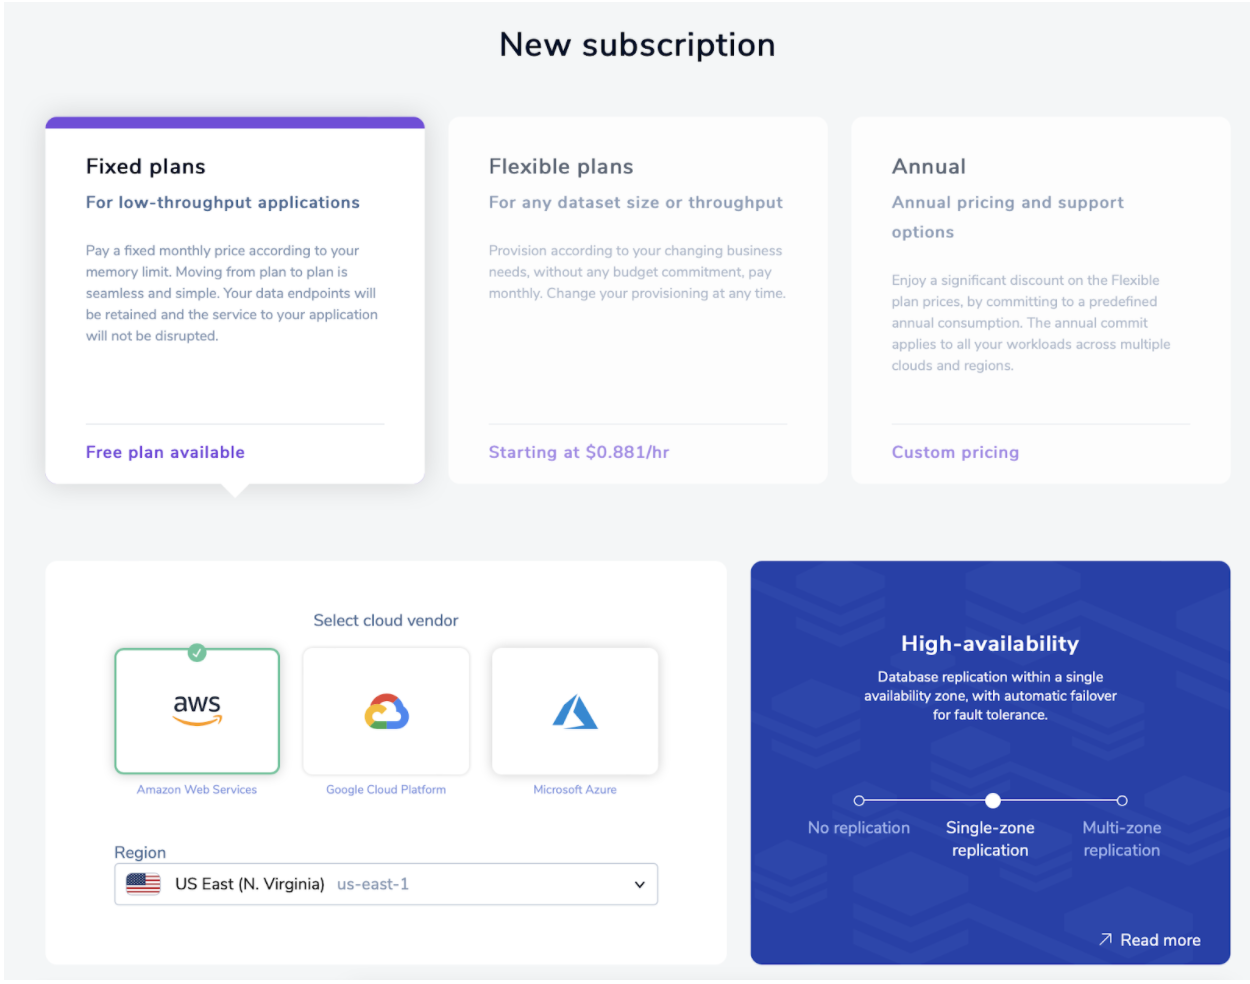 New subscription
Fixed plans
For low-throughput applications
Pay a fixed monthly price according to your
memory limit. Moving from plan to plan is
seamless and simple. Your data endpoints will
be retained and the service to your application
will not be disrupted.
Free plan available
Flexible plans
For any dataset size or throughput
Provision according to your changing business
needs, without any budget commitment, pay
monthly. Change your provisioning at any time.
Starting at $0.881/hr
Annual
Annual pricing and support
options
Enjoy a significant discount on the Flexible
plan prices, by committing to a predefined
annual consumption. The annual commit
applies to all your workloads across multiple
clouds and regions.
Custom pricing
Select cloud vendor
aws
Amazon Web Services
Google Cloud Platform
Microsoft Azure
Region
US East (N. Virginia) us-east-1
High-availability
Database replication within a single
availability zone, with automatic failover
for fault tolerance.
No replication
Single-zone
replication
Multi-zone
replication
Read more